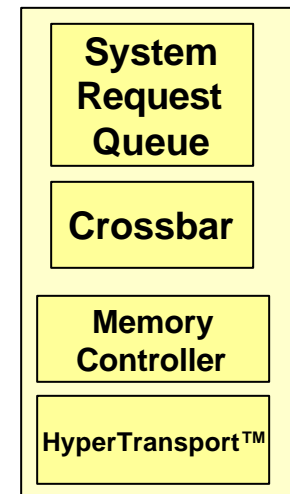 System
Request
Queue
Crossbar
Memory
Controller
HyperTransport™